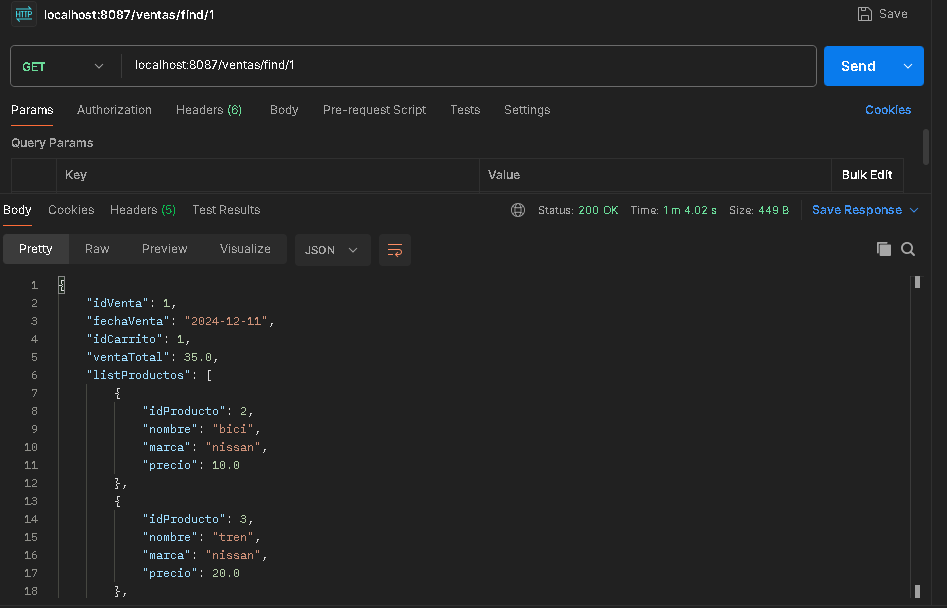 HTTP localhost:8087/ventas/find/1 Save
GET localhost:8087/ventas/find/1 Send
Params Authorization Headers (6) Body Pre-request Script Tests Settings Cookies
Query Params
Key Value Bulk Edit
Body Cookies Headers (5) Test Results Status: 200 OK Time: 1 m 4.02 s Size: 449 B Save Response
Pretty Raw Preview Visualize JSON
1 {
2 "idVenta": 1,
3 "fechaVenta": "2024-12-11",
4 "idCarrito": 1,
5 "ventaTotal": 35.0,
6 "listProductos": [
7 {
8 "idProducto": 2,
9 "nombre": "bici",
10 "marca": "nissan",
11 "precio": 10.0
12 },
13 {
14 "idProducto": 3,
15 "nombre": "tren",
16 "marca": "nissan",
17 "precio": 20.0
18 },